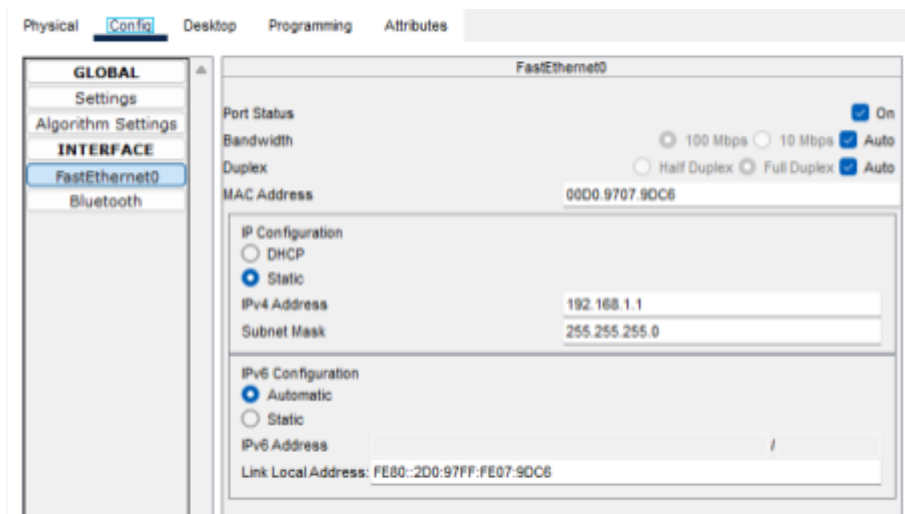 Physical Config Desktop Programming Attributes
GLOBAL
Settings
Algorithm Settings
INTERFACE
FastEthernet0
Bluetooth
FastEthernet0
Port Status On
Bandwidth 100 Mbps 10 Mbps Auto
Duplex Half Duplex Full Duplex Auto
MAC Address 00D0.9707.9DC6
IP Configuration
DHCP
Static
IPv4 Address 192.168.1.1
Subnet Mask 255.255.255.0
IPv6 Configuration
Automatic
Static
IPv6 Address /
Link Local Address: FE80::2D0:97FF:FE07:9DC6